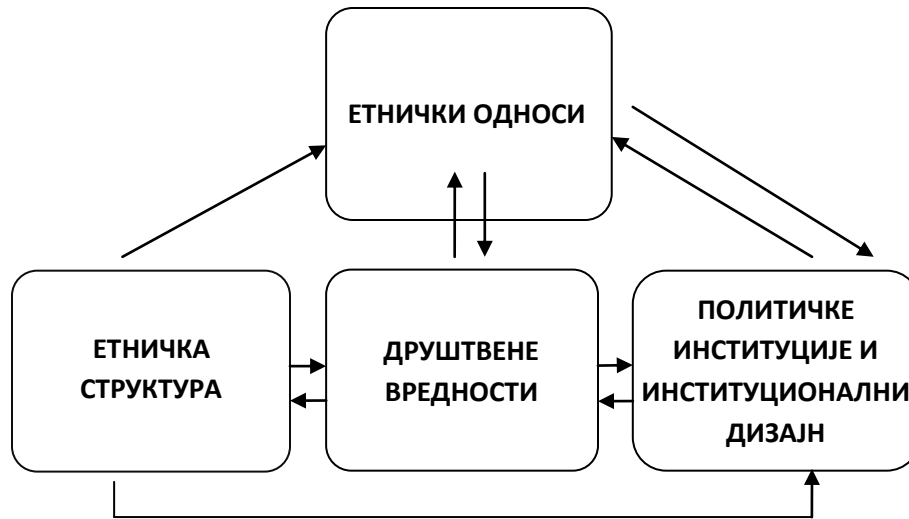 ЕТНИЧКИ ОДНОСИ
ЕТНИЧКА
СТРУКТУРА
ДРУШТВЕНЕ
ВРЕДНОСТИ
ПОЛИТИЧКЕ
ИНСТИТУЦИЈЕ И
ИНСТИТУЦИОНАЛНИ
ДИЗАЈН